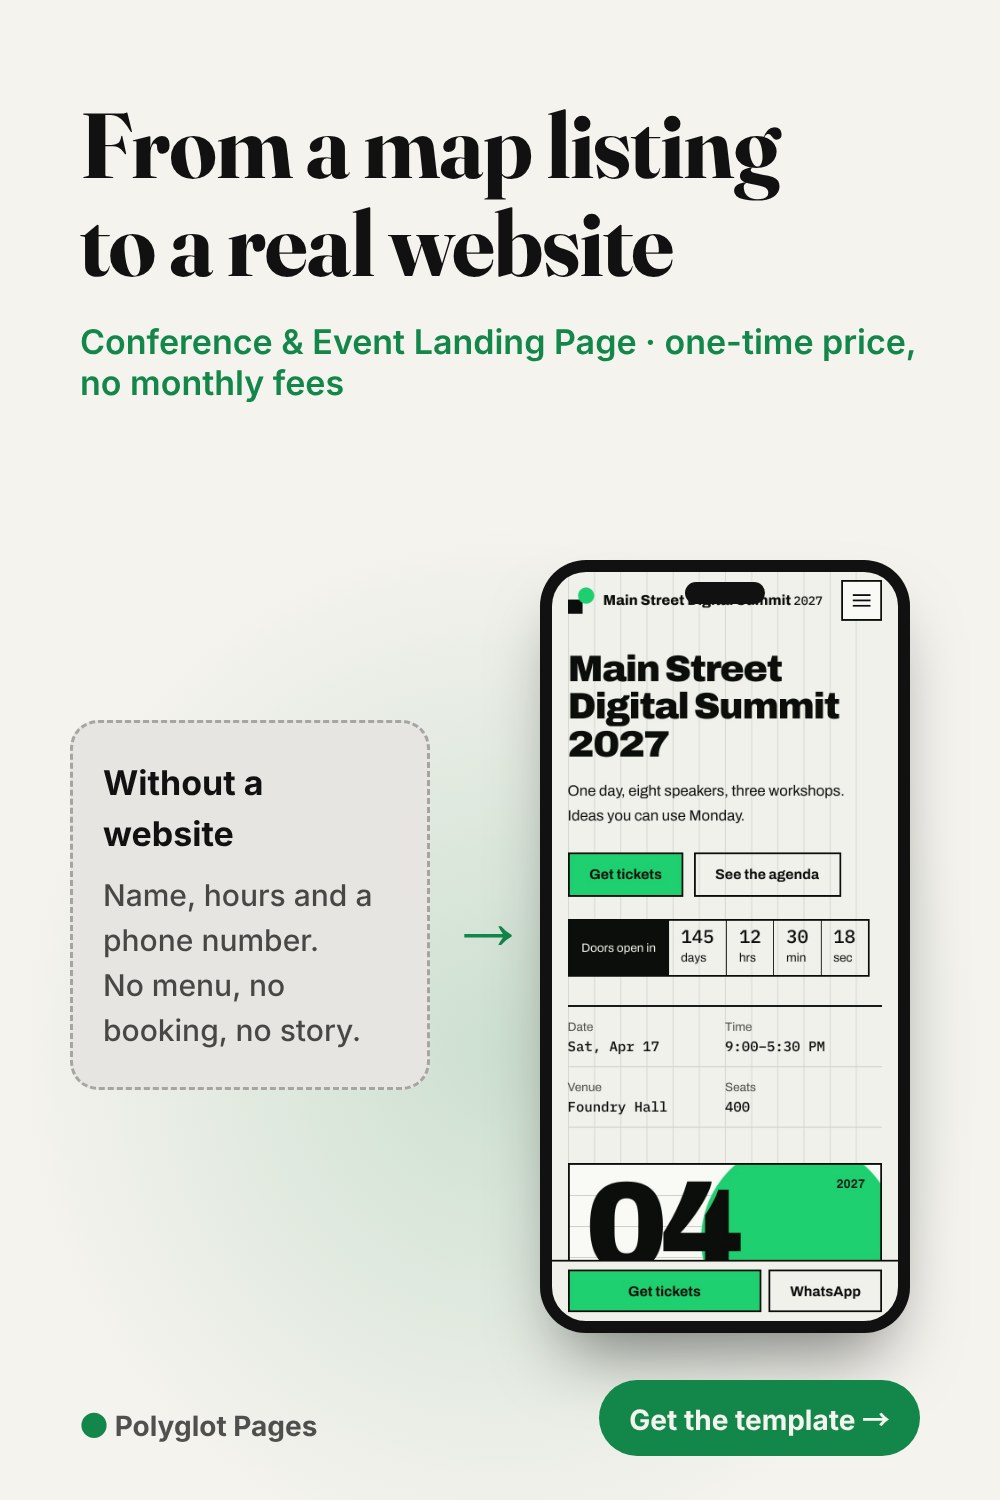 From a map listing
to a real website
Conference & Event Landing Page · one-time price,
no monthly fees
Without a
website
Name, hours and a
phone number.
No menu, no
booking, no story.
→
Main Street Digital Summit 2027
Main Street
Digital Summit
2027
One day, eight speakers, three workshops.
Ideas you can use Monday.
Get tickets
See the agenda
Doors open in
145 days
12 hrs
30 min
18 sec
Date
Sat, Apr 17
Time
9:00–5:30 PM
Venue
Foundry Hall
Seats
400
2027
04
Get tickets
WhatsApp
Polyglot Pages
Get the template →